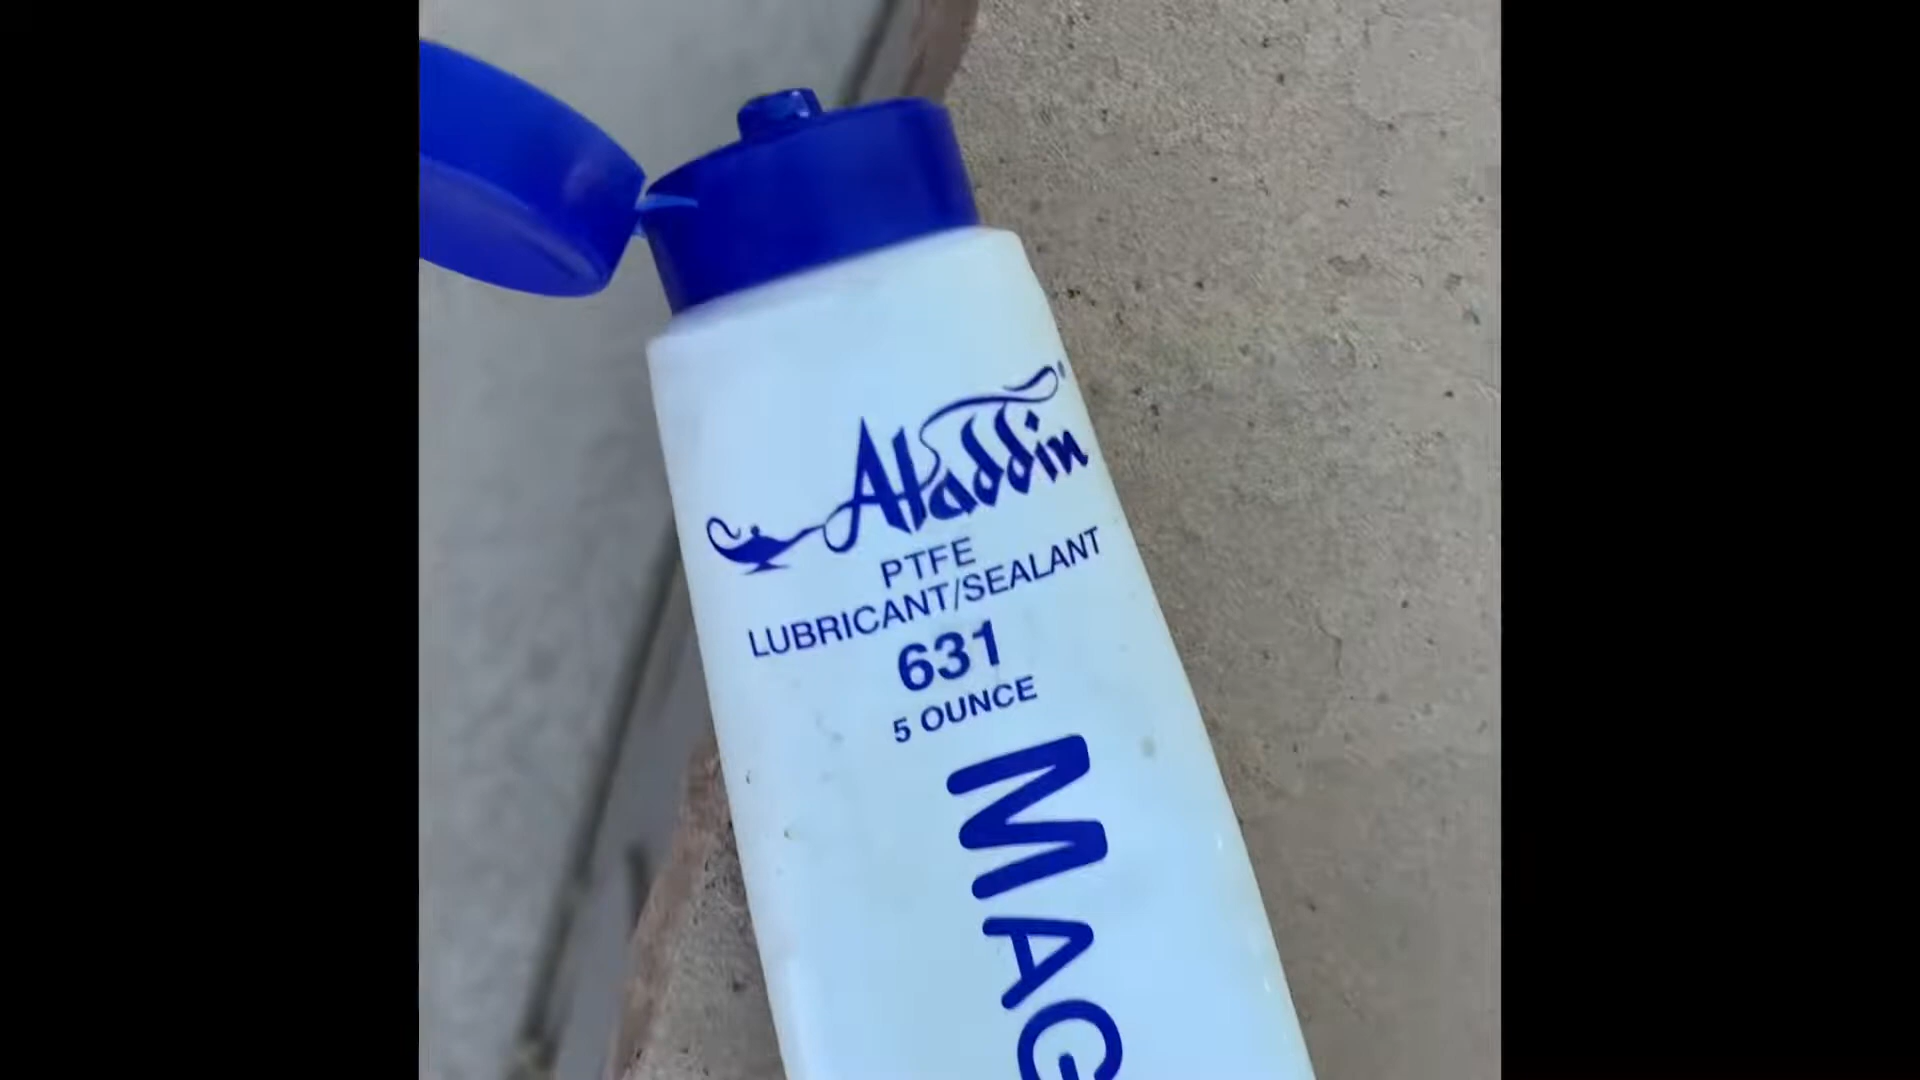 Aladdin
PTFE
LUBRICANT/SEALANT
631
5 OUNCE
MAG